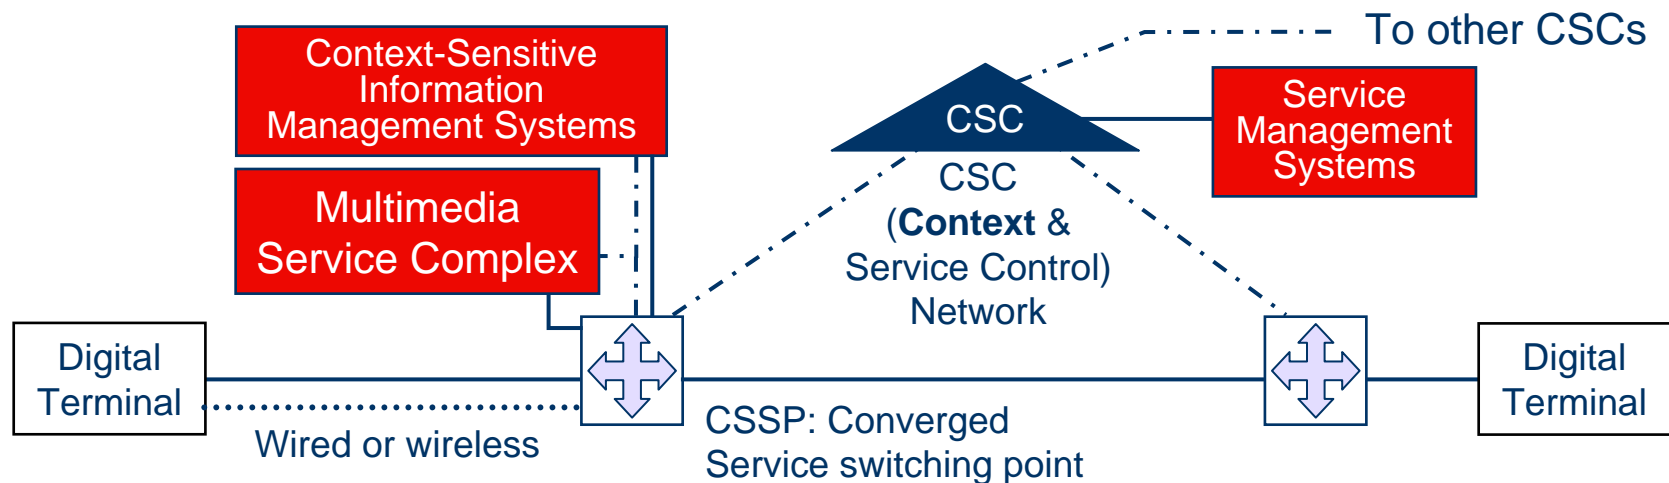 To other CSCs
Context-Sensitive
Information
Management Systems
CSC
Service
Management
Systems
Multimedia
Service Complex
CSC
(Context &
Service Control)
Network
Digital
Terminal
Wired or wireless
CSSP: Converged
Service switching point
Digital
Terminal